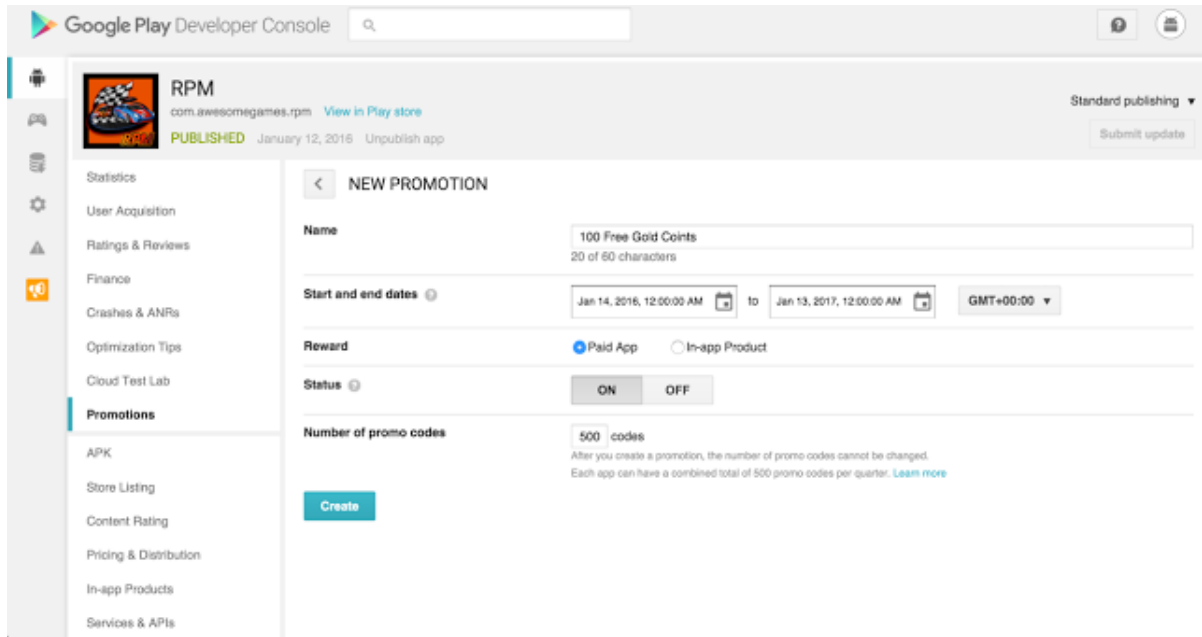 Google Play Developer Console
RPM
com.awesomegames.rpm View in Play store
PUBLISHED January 12, 2016 Unpublish app
Standard publishing
Submit update
Statistics
User Acquisition
Ratings & Reviews
Finance
Crashes & ANRs
Optimization Tips
Cloud Test Lab
Promotions
APK
Store Listing
Content Rating
Pricing & Distribution
In-app Products
Services & APIs
NEW PROMOTION
Name
100 Free Gold Coints
20 of 60 characters
Start and end dates
Jan 14, 2016, 12:00:00 AM to Jan 13, 2017, 12:00:00 AM GMT+00:00
Reward
Paid App In-app Product
Status
ON OFF
Number of promo codes
500 codes
After you create a promotion, the number of promo codes cannot be changed.
Each app can have a combined total of 500 promo codes per quarter. Learn more
Create